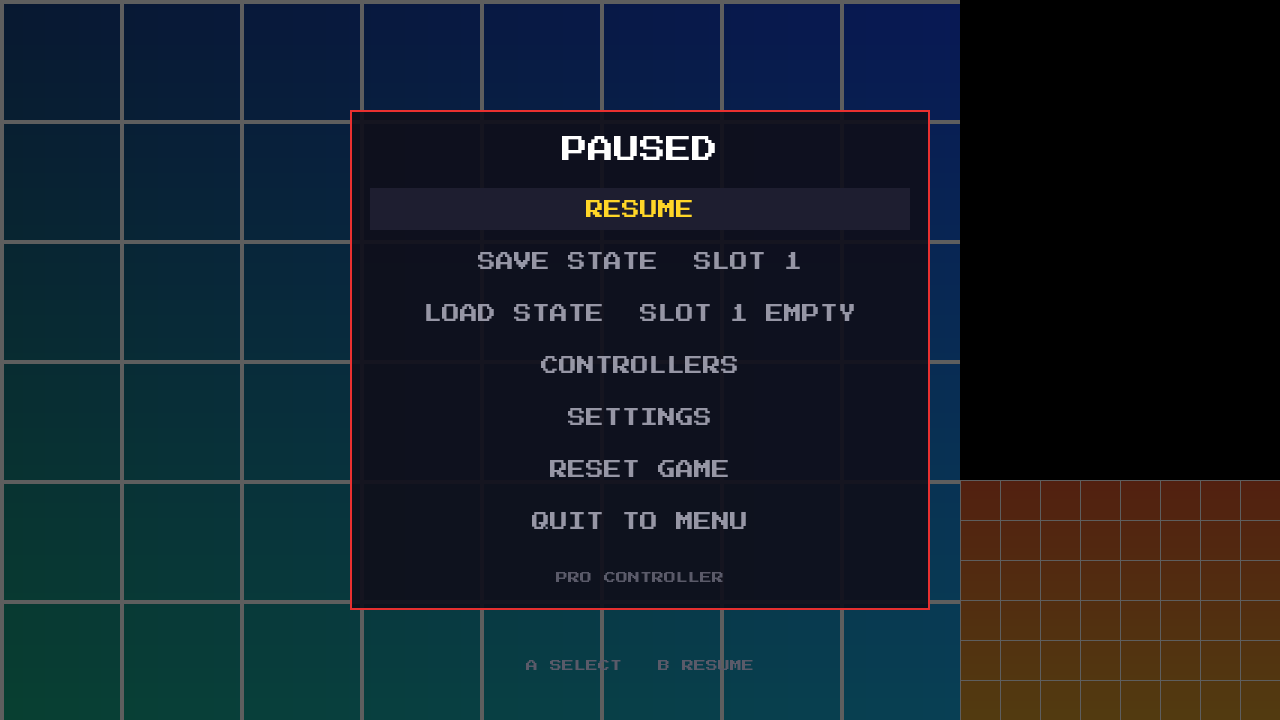 PAUSED
RESUME
SAVE STATE  SLOT 1
LOAD STATE  SLOT 1 EMPTY
CONTROLLERS
SETTINGS
RESET GAME
QUIT TO MENU
PRO CONTROLLER
A SELECT   B RESUME